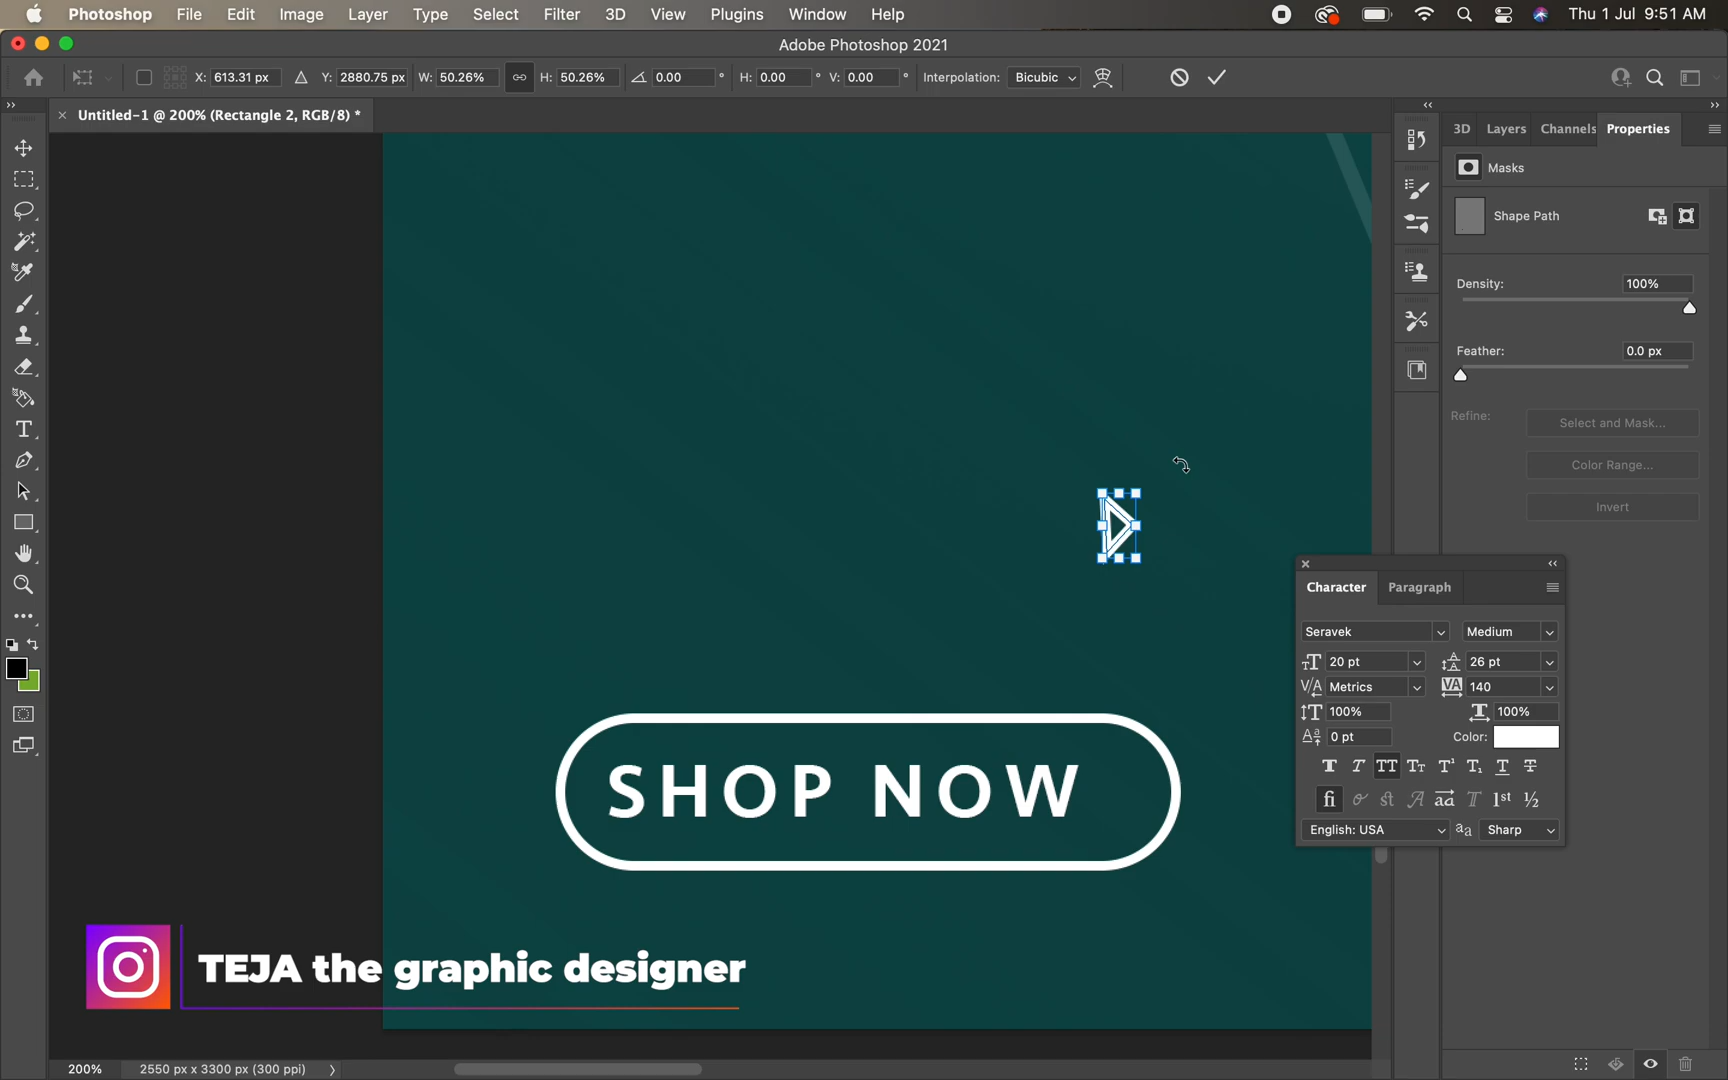 Photoshop File Edit Image Layer Type Select Filter 3D View Plugins Window Help Thu 1 Jul 9:51 AM
Adobe Photoshop 2021
X: 613.31 px Y: 2880.75 px W: 50.26% H: 50.26% 0.00 ° H: 0.00 ° V: 0.00 ° Interpolation: Bicubic
Untitled-1 @ 200% (Rectangle 2, RGB/8) *
3D Layers Channels Properties
Masks
Shape Path
Density: 100%
Feather: 0.0 px
Refine: Select and Mask...
Color Range...
Invert
Character Paragraph
Seravek Medium
20 pt 26 pt
Metrics 140
100% 100%
0 pt Color:
English: USA aa Sharp
SHOP NOW
TEJA the graphic designer
200% 2550 px x 3300 px (300 ppi)